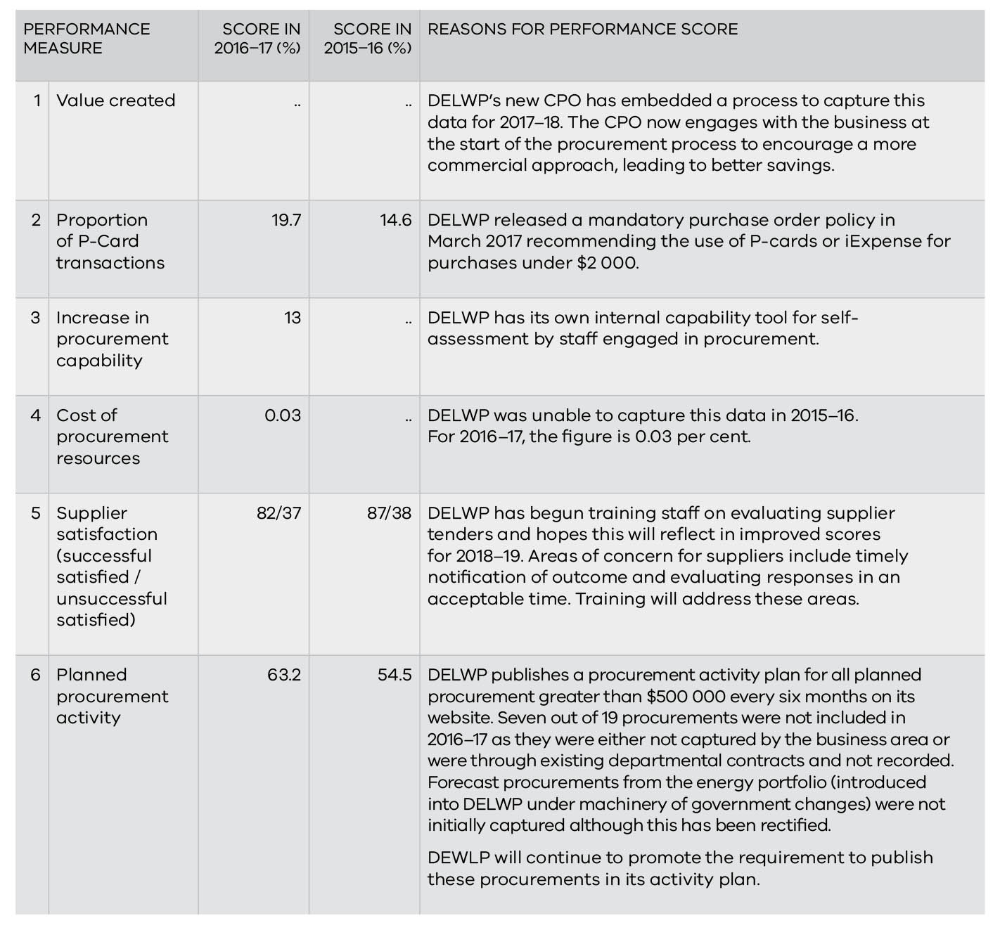 PERFORMANCE
MEASURE
SCORE IN
2016–17 (%)
SCORE IN
2015–16 (%)
REASONS FOR PERFORMANCE SCORE
1
Value created
..
..
DELWP’s new CPO has embedded a process to capture this
data for 2017–18. The CPO now engages with the business at
the start of the procurement process to encourage a more
commercial approach, leading to better savings.
2
Proportion
of P-Card
transactions
19.7
14.6
DELWP released a mandatory purchase order policy in
March 2017 recommending the use of P-cards or iExpense for
purchases under $2 000.
3
Increase in
procurement
capability
13
..
DELWP has its own internal capability tool for self-
assessment by staff engaged in procurement.
4
Cost of
procurement
resources
0.03
..
DELWP was unable to capture this data in 2015–16.
For 2016–17, the figure is 0.03 per cent.
5
Supplier
satisfaction
(successful
satisfied /
unsuccessful
satisfied)
82/37
87/38
DELWP has begun training staff on evaluating supplier
tenders and hopes this will reflect in improved scores
for 2018–19. Areas of concern for suppliers include timely
notification of outcome and evaluating responses in an
acceptable time. Training will address these areas.
6
Planned
procurement
activity
63.2
54.5
DELWP publishes a procurement activity plan for all planned
procurement greater than $500 000 every six months on its
website. Seven out of 19 procurements were not included in
2016–17 as they were either not captured by the business area or
were through existing departmental contracts and not recorded.
Forecast procurements from the energy portfolio (introduced
into DELWP under machinery of government changes) were not
initially captured although this has been rectified.
DEWLP will continue to promote the requirement to publish
these procurements in its activity plan.